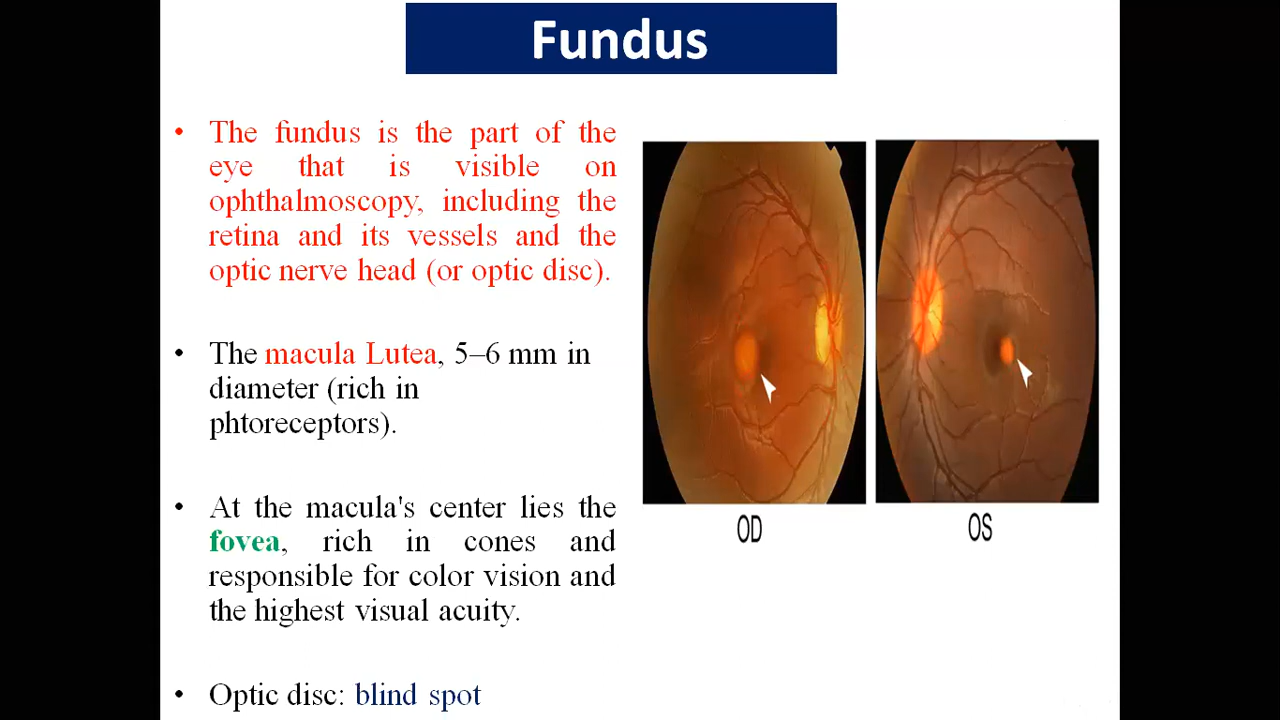 Fundus
• The fundus is the part of the
eye that is visible on
ophthalmoscopy, including the
retina and its vessels and the
optic nerve head (or optic disc).
• The macula Lutea, 5–6 mm in
diameter (rich in
phtoreceptors).
• At the macula's center lies the
fovea, rich in cones and
responsible for color vision and
the highest visual acuity.
• Optic disc: blind spot
OD
OS